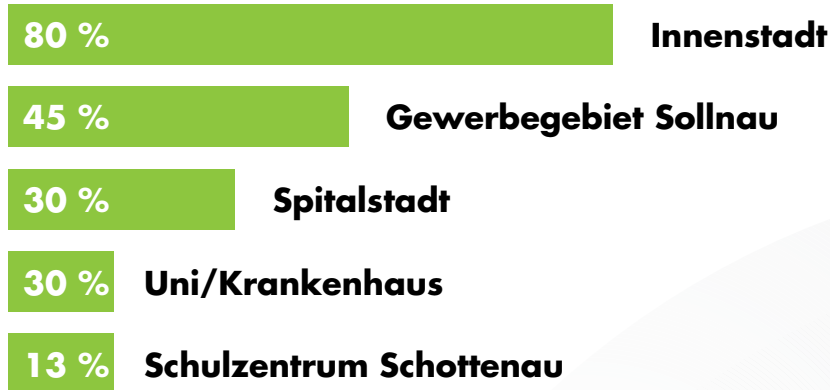 80 % Innenstadt
45 % Gewerbegebiet Sollnau
30 % Spitalstadt
30 % Uni/Krankenhaus
13 % Schulzentrum Schottenau